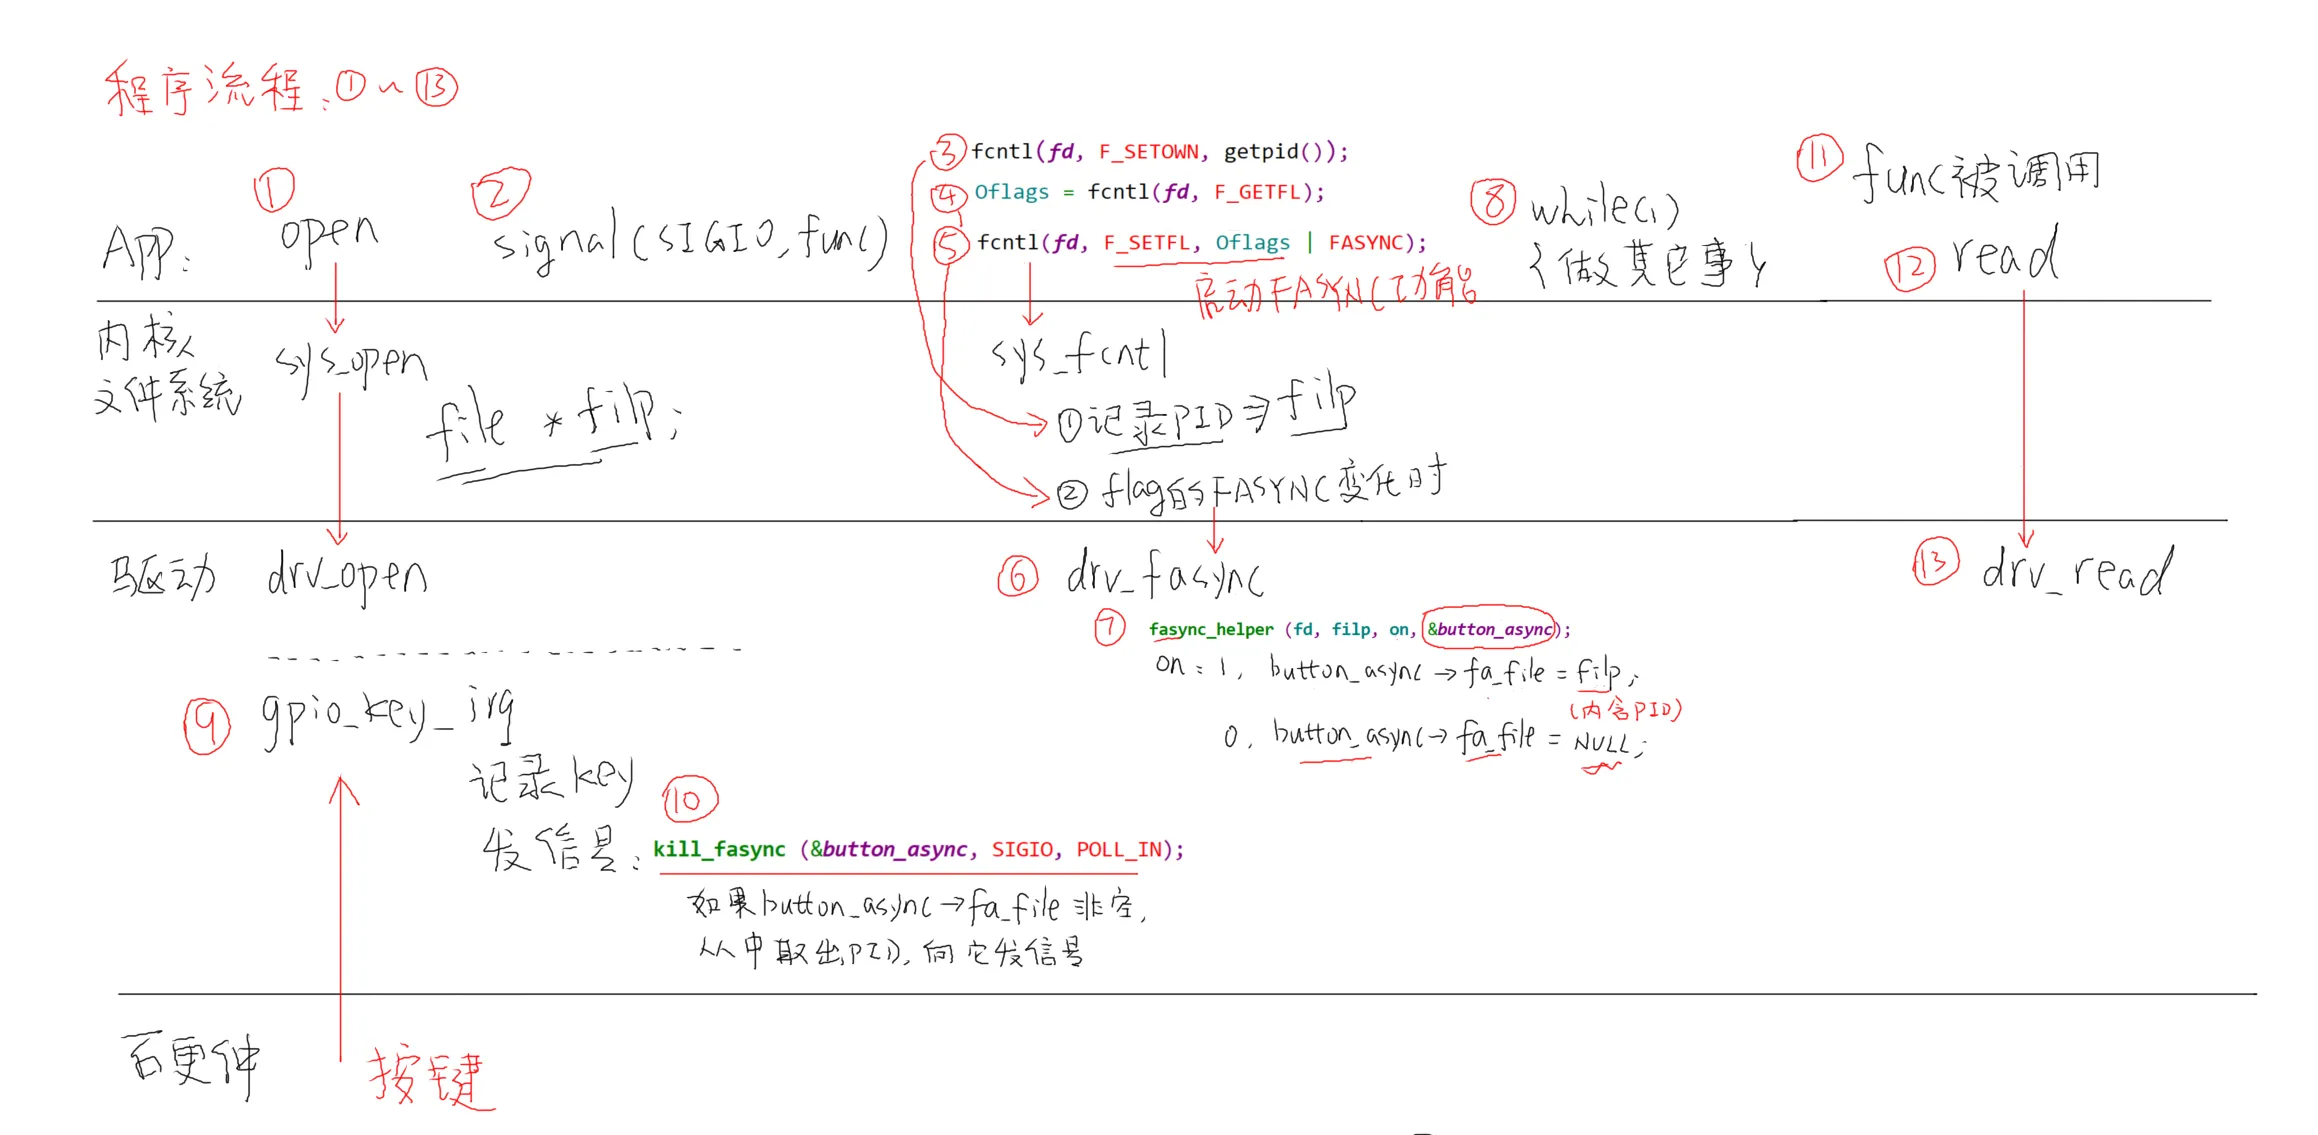 程序流程:①~⑬
③ fcntl(fd, F_SETOWN, getpid());
④ Oflags = fcntl(fd, F_GETFL);
⑤ fcntl(fd, F_SETFL, Oflags | FASYNC);
启动FASYNC功能
App:
① open
② signal(SIGIO, func)
⑧ while(1)
{做其它事}
⑪ func被调用
⑫ read
内核
文件系统
sys_open
file * filp;
sys_fcntl
①记录PID⇒filp
② flag的FASYNC变化时
驱动
drv_open
⑥ drv_fasync
⑬ drv_read
⑦ fasync_helper (fd, filp, on, &button_async);
on: 1, button_async→fa_file = filp;
(内含PID)
0, button_async→fa_file = NULL;
⑨ gpio_key_irq
记录key
⑩
发信号: kill_fasync (&button_async, SIGIO, POLL_IN);
如果button_async→fa_file非空,
从中取出PID,向它发信号
硬件
按键